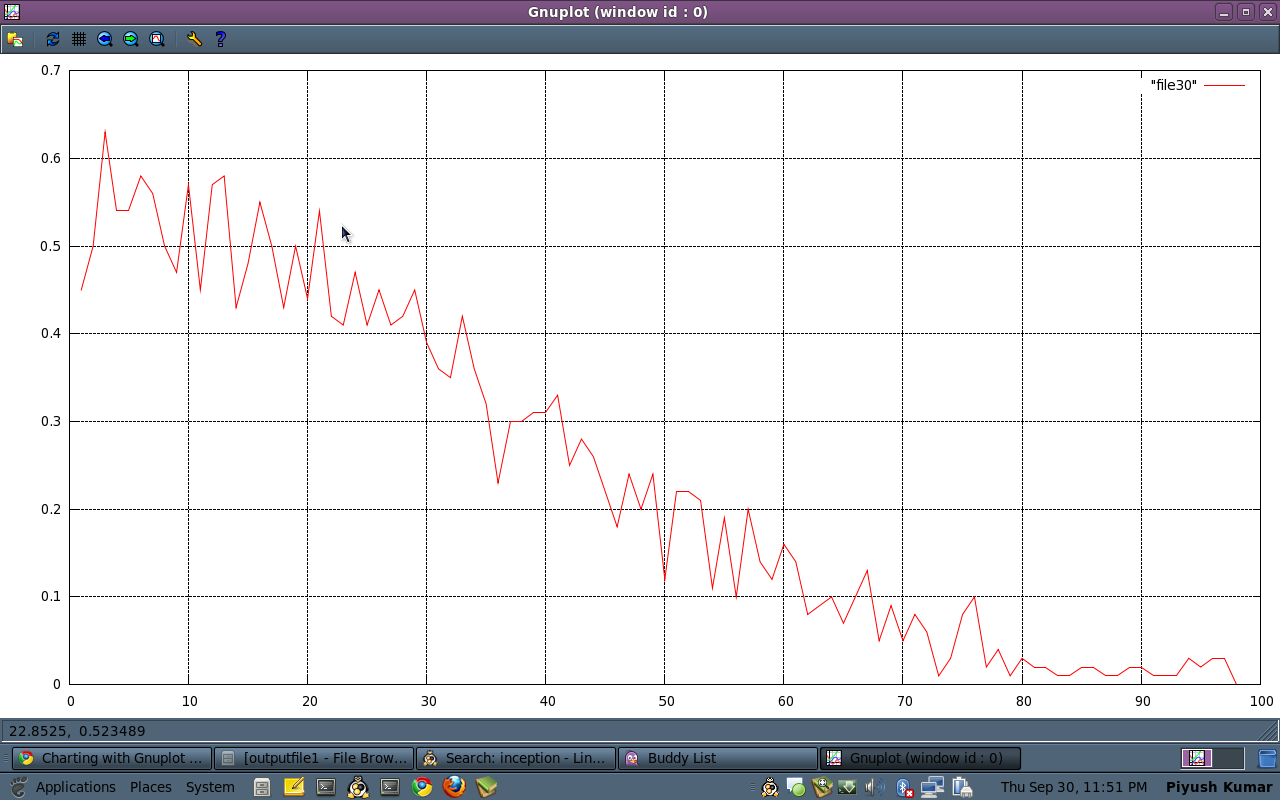 Gnuplot (window id : 0)
?
"file30"
0.7
0.6
0.5
0.4
0.3
0.2
0.1
0
0 10 20 30 40 50 60 70 80 90 100
22.8525, 0.523489
Charting with Gnuplot ... [outputfile1 - File Brow... Search: inception - Lin... Buddy List Gnuplot (window id : 0)
Applications Places System Thu Sep 30, 11:51 PM Piyush Kumar